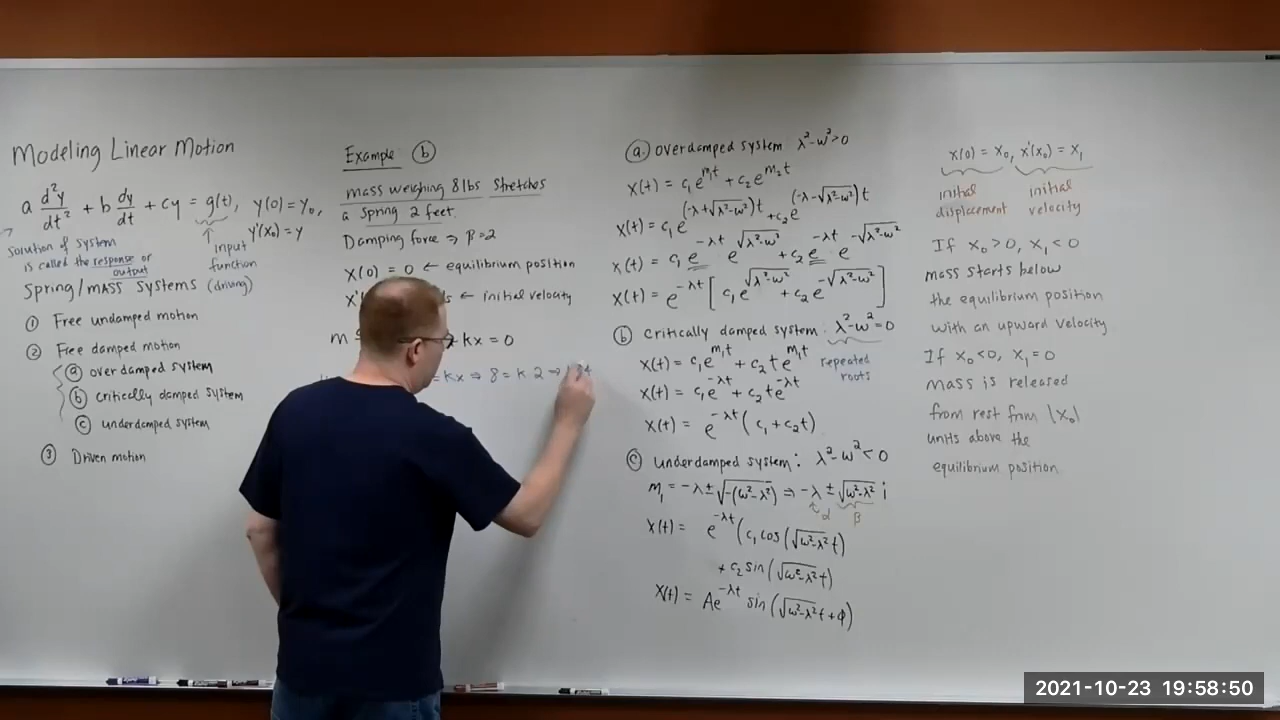 Modeling Linear Motion
a d²y/dt² + b dy/dt + cy = g(t), y(0) = y₀,
y'(x₀) = y
Solution of system
is called the response or
output
input
function
(driving)
Spring/mass Systems
① Free undamped motion
② Free damped motion
ⓐ over damped system
ⓑ critically damped system
ⓒ underdamped system
③ Driven motion
Example ⓑ
mass weighing 8 lbs stretches
a spring 2 feet.
Damping force ⇒ β=2
x(0) = 0 ← equilibrium position
← initial velocity
m
+ kx = 0
= kx ⇒ 8 = k 2 ⇒
ⓐ overdamped system λ²-ω²>0
x(t) = c₁e^{m₁t} + c₂e^{m₂t}
x(t) = c₁e^{(-λ+√(λ²-ω²))t} + c₂e^{(-λ-√(λ²-ω²))t}
x(t) = c₁e^{-λt} e^{√(λ²-ω²)} + c₂e^{-λt} e^{-√(λ²-ω²)}
x(t) = e^{-λt}[c₁e^{√(λ²-ω²)} + c₂e^{-√(λ²-ω²)}]
ⓑ critically damped system: λ²-ω²=0
x(t) = c₁e^{m₁t} + c₂te^{m₁t}
repeated
roots
x(t) = c₁e^{-λt} + c₂te^{-λt}
x(t) = e^{-λt}(c₁+c₂t)
ⓒ underdamped system: λ²-ω²<0
m₁ = -λ±√(-(ω²-λ²)) ⇒ -λ ± √(ω²-λ²) i
α β
x(t) = e^{-λt}(c₁cos(√(ω²-λ²)t)
+ c₂sin(√(ω²-λ²)t)
x(t) = Ae^{-λt} sin(√(ω²-λ²)t+φ)
x(0) = x₀, x'(x₀) = x₁
initial
displacement
initial
velocity
If x₀>0, x₁<0
mass starts below
the equilibrium position
with an upward velocity
If x₀<0, x₁=0
mass is released
from rest from |x₀|
units above the
equilibrium position
2021-10-23 19:58:50